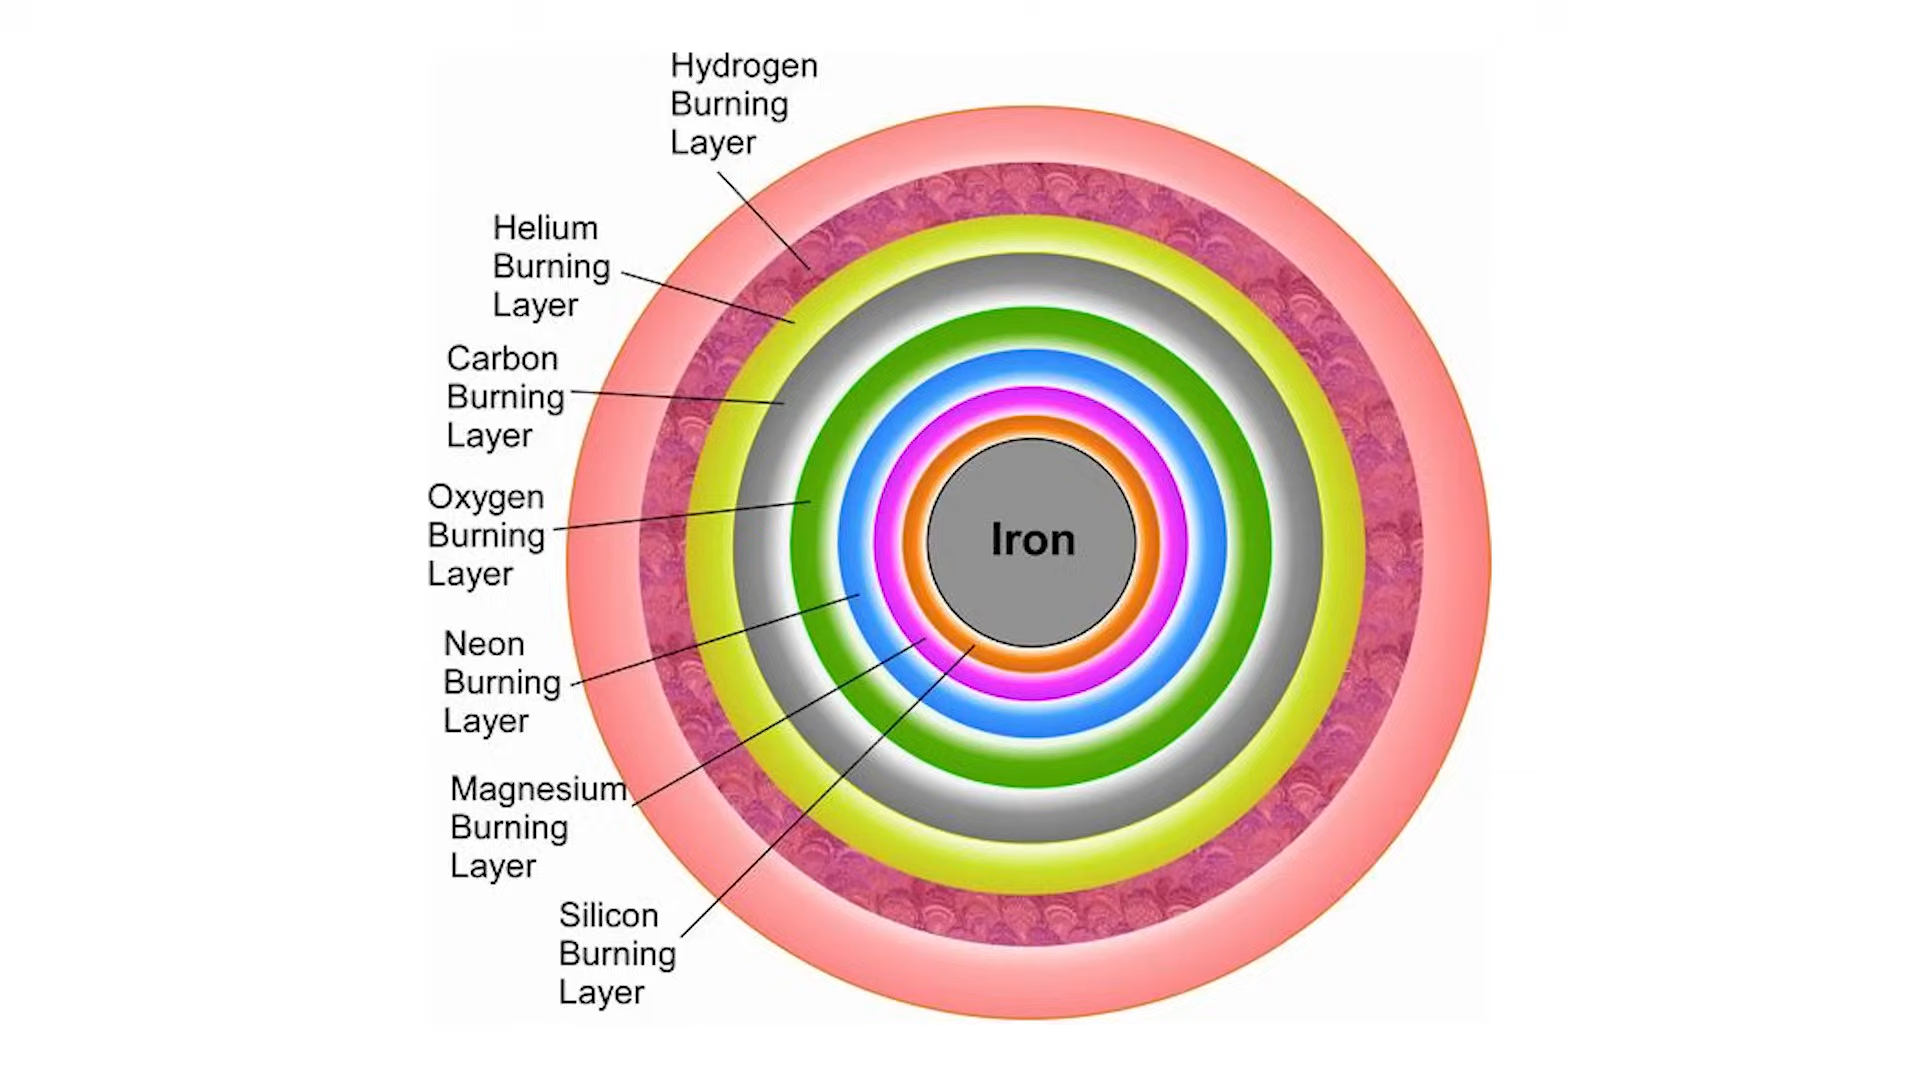 Hydrogen
Burning
Layer
Helium
Burning
Layer
Carbon
Burning
Layer
Oxygen
Burning
Layer
Neon
Burning
Layer
Magnesium
Burning
Layer
Silicon
Burning
Layer
Iron